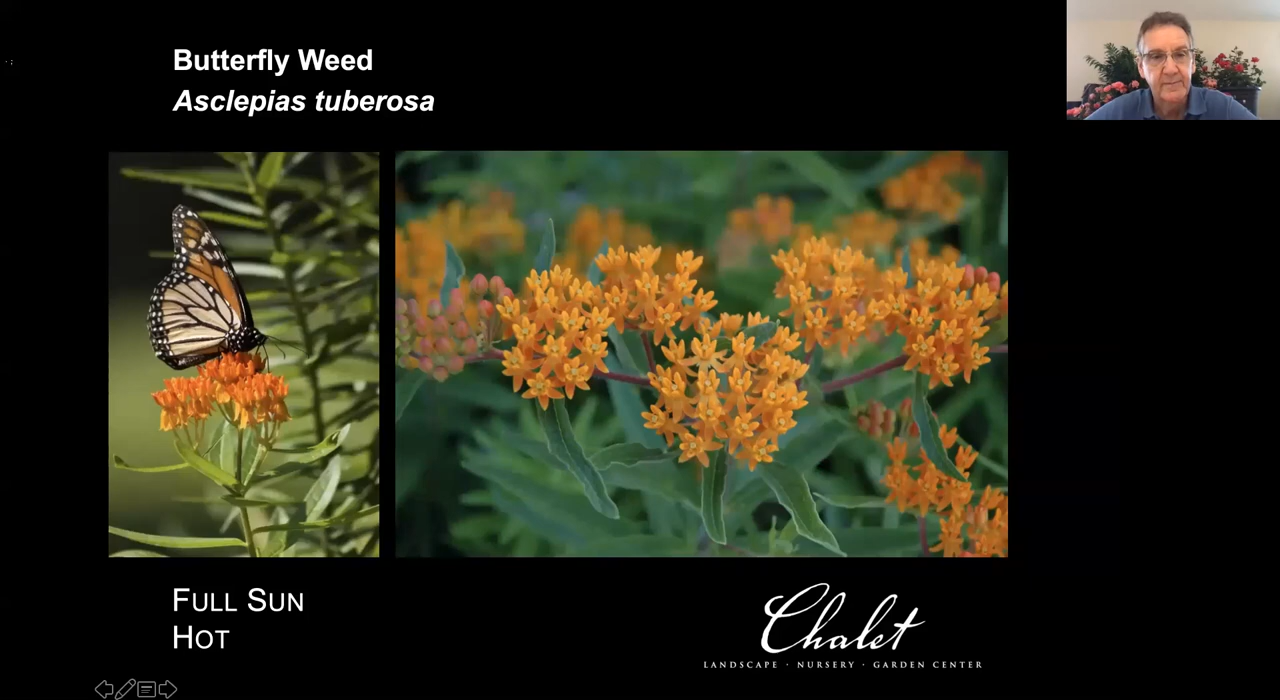 Butterfly Weed
Asclepias tuberosa
FULL SUN
HOT
Chalet
LANDSCAPE · NURSERY · GARDEN CENTER